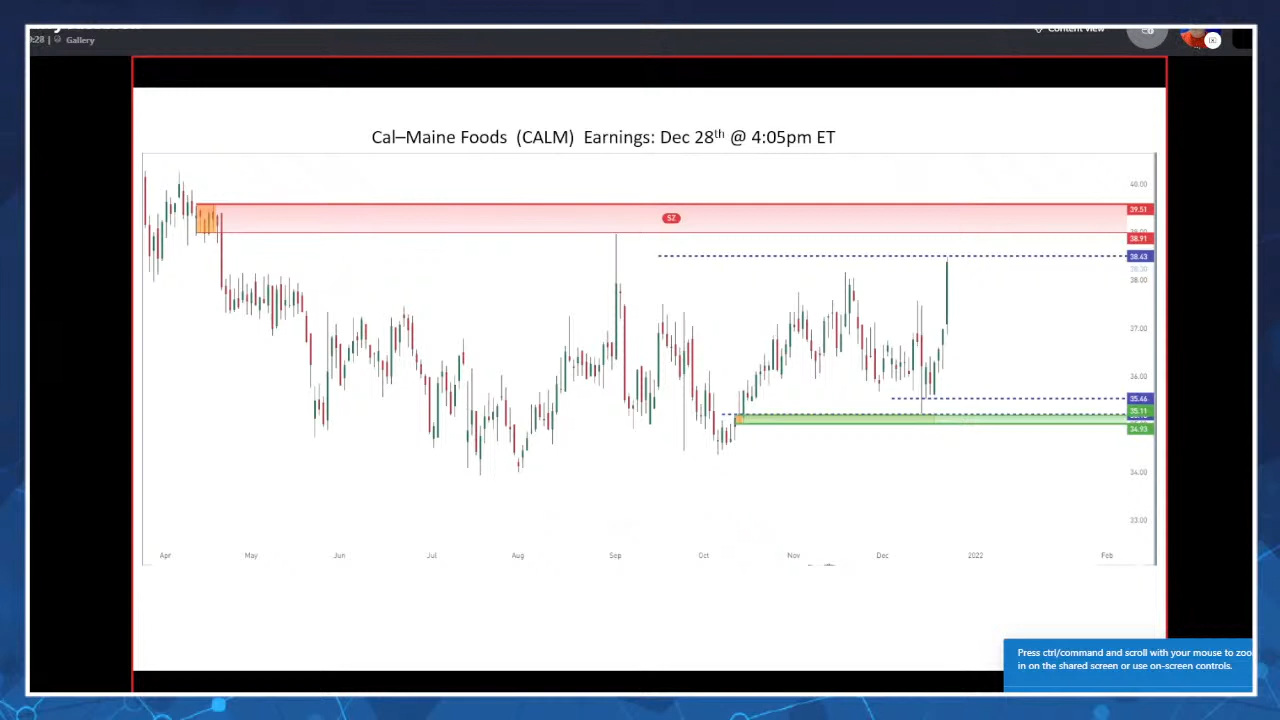 Gallery
Content view
Cal–Maine Foods (CALM) Earnings: Dec 28th @ 4:05pm ET
40.00
39.51
SZ
38.91
38.43
38.00
37.00
36.00
35.46
35.11
34.93
34.00
33.00
Apr May Jun Jul Aug Sep Oct Nov Dec 2022 Feb
Press ctrl/command and scroll with your mouse to zoo
in on the shared screen or use on-screen controls.